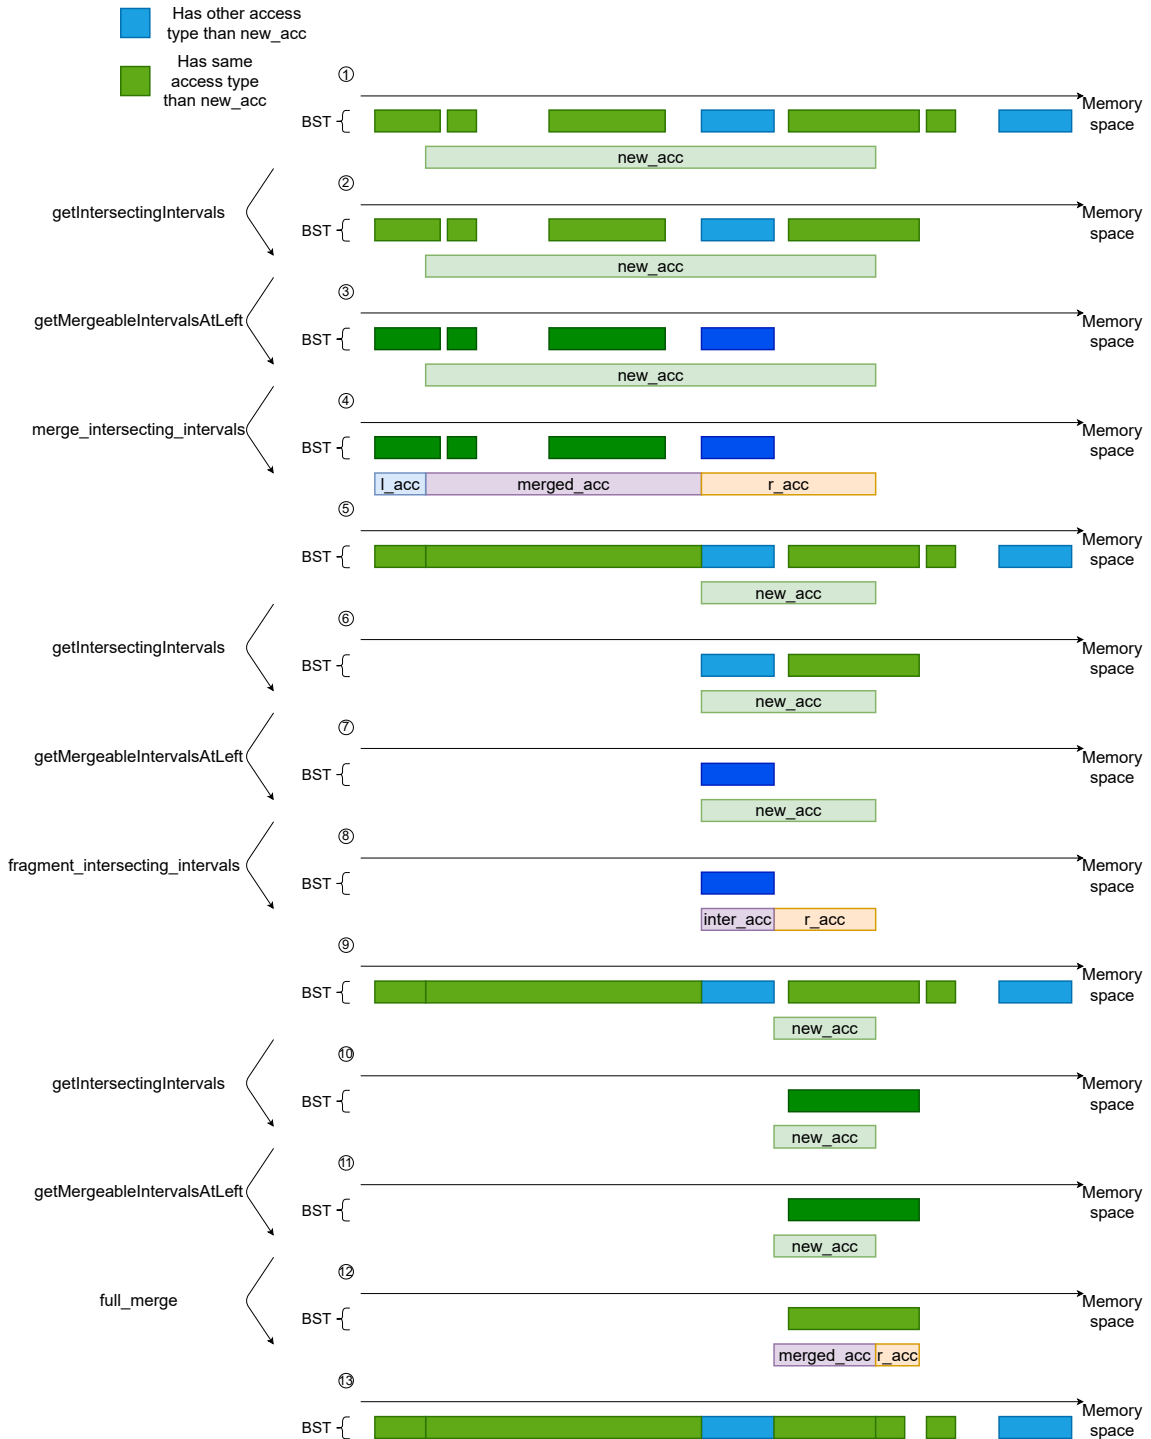 Has other access
type than new_acc
Has same
access type
than new_acc
①
Memory
space
BST
new_acc
getIntersectingIntervals
②
Memory
space
BST
new_acc
getMergeableIntervalsAtLeft
③
Memory
space
BST
new_acc
merge_intersecting_intervals
④
Memory
space
BST
l_acc merged_acc r_acc
⑤
Memory
space
BST
new_acc
getIntersectingIntervals
⑥
Memory
space
BST
new_acc
getMergeableIntervalsAtLeft
⑦
Memory
space
BST
new_acc
fragment_intersecting_intervals
⑧
Memory
space
BST
inter_acc r_acc
⑨
Memory
space
BST
new_acc
getIntersectingIntervals
⑩
Memory
space
BST
new_acc
getMergeableIntervalsAtLeft
⑪
Memory
space
BST
new_acc
full_merge
⑫
Memory
space
BST
merged_acc r_acc
⑬
Memory
space
BST